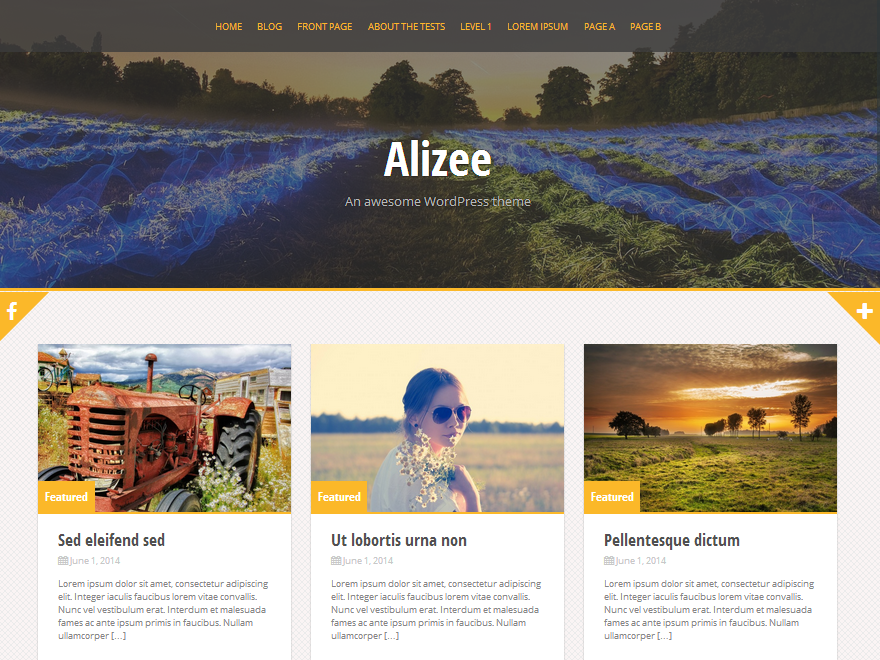 HOME BLOG FRONT PAGE ABOUT THE TESTS LEVEL 1 LOREM IPSUM PAGE A PAGE B
Alizee
An awesome WordPress theme
Featured
Sed eleifend sed
June 1, 2014
Lorem ipsum dolor sit amet, consectetur adipiscing
elit. Integer iaculis faucibus lorem vitae convallis.
Nunc vel vestibulum erat. Interdum et malesuada
fames ac ante ipsum primis in faucibus. Nullam
ullamcorper […]
Featured
Ut lobortis urna non
June 1, 2014
Lorem ipsum dolor sit amet, consectetur adipiscing
elit. Integer iaculis faucibus lorem vitae convallis.
Nunc vel vestibulum erat. Interdum et malesuada
fames ac ante ipsum primis in faucibus. Nullam
ullamcorper […]
Featured
Pellentesque dictum
June 1, 2014
Lorem ipsum dolor sit amet, consectetur adipiscing
elit. Integer iaculis faucibus lorem vitae convallis.
Nunc vel vestibulum erat. Interdum et malesuada
fames ac ante ipsum primis in faucibus. Nullam
ullamcorper […]